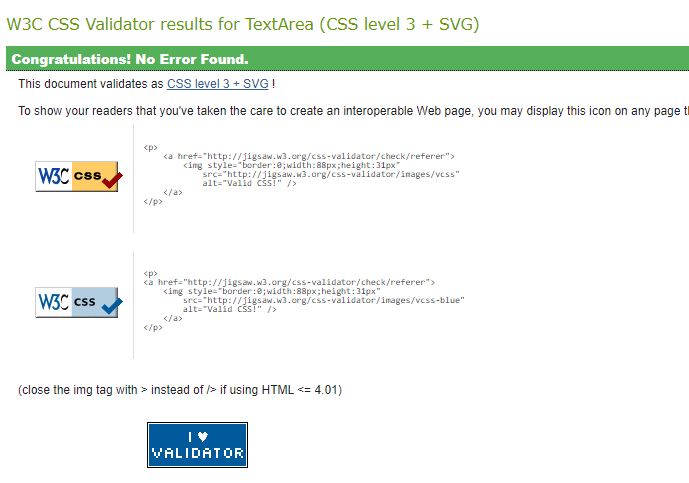 W3C CSS Validator results for TextArea (CSS level 3 + SVG)
Congratulations! No Error Found.
This document validates as CSS level 3 + SVG !
To show your readers that you've taken the care to create an interoperable Web page, you may display this icon on any page
W3C css
<p>
<a href="http://jigsaw.w3.org/css-validator/check/referer">
<img style="border:0;width:88px;height:31px"
src="http://jigsaw.w3.org/css-validator/images/vcss"
alt="Valid CSS!" />
</a>
</p>
W3C css
<p>
<a href="http://jigsaw.w3.org/css-validator/check/referer">
<img style="border:0;width:88px;height:31px"
src="http://jigsaw.w3.org/css-validator/images/vcss-blue"
alt="Valid CSS!" />
</a>
</p>
(close the img tag with > instead of /> if using HTML <= 4.01)
I ♥
VALIDATOR